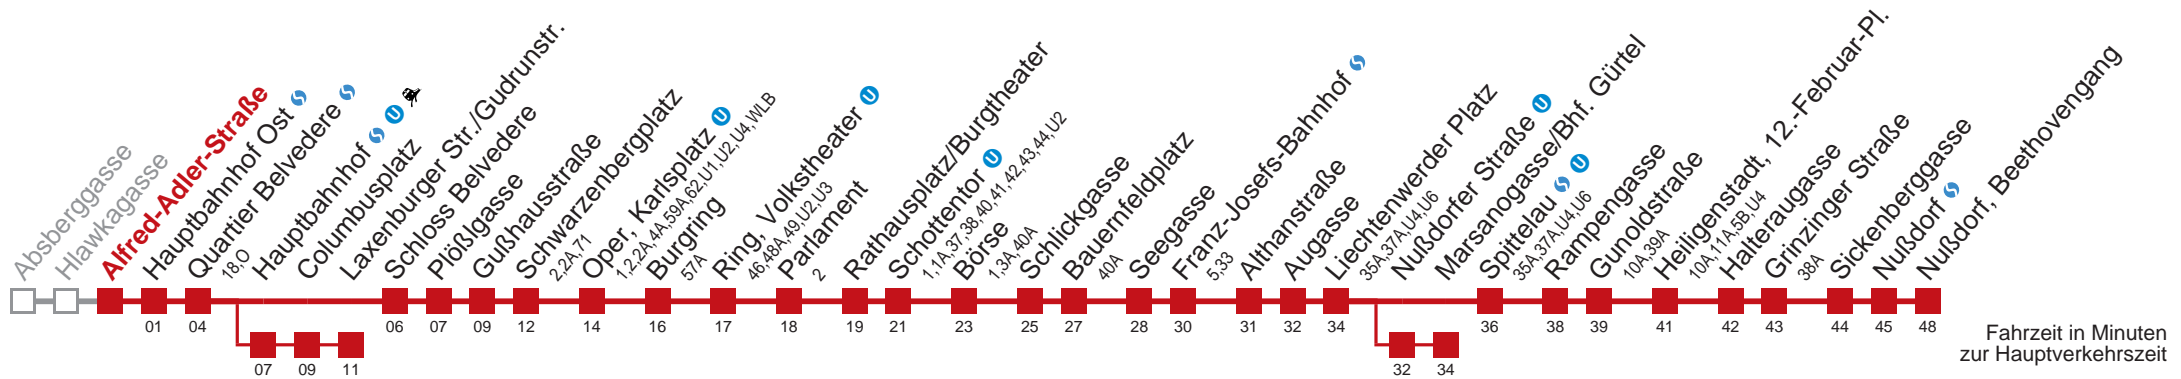 Absberggasse
Hlawkagasse
Alfred-Adler-Straße
Hauptbahnhof Ost
Quartier Belvedere
18,O
Hauptbahnhof U
Columbusplatz
Laxenburger Str./Gudrunstr.
Schloss Belvedere
Plößlgasse
Gußhausstraße
Schwarzenbergplatz
2,2A,71
Oper, Karlsplatz U
1,2,2A,4A,59A,62,U1,U2,U4,WLB
Burgring
57A
Ring, Volkstheater U
46,48A,49,U2,U3
Parlament
2
Rathausplatz/Burgtheater
Schottentor U
1,1A,37,38,40,41,42,43,44,U2
Börse
1,3A,40A
Schlickgasse
Bauernfeldplatz
40A
Seegasse
Franz-Josefs-Bahnhof
5,33
Althanstraße
Augasse
Liechtenwerder Platz
35A,37A,U4,U6
Nußdorfer Straße U
Marsanogasse/Bhf. Gürtel
Spittelau U
35A,37A,U4,U6
Rampengasse
Gunoldstraße
10A,39A
Heiligenstadt, 12.-Februar-Pl.
10A,11A,5B,U4
Halteraugasse
Grinzinger Straße
38A
Sickenberggasse
Nußdorf
Nußdorf, Beethovengang
01 04 06 07 09 12 14 16 17 18 19 21 23 25 27 28 30 31 32 34 36 38 39 41 42 43 44 45 48
07 09 11 32 34
Fahrzeit in Minuten
zur Hauptverkehrszeit